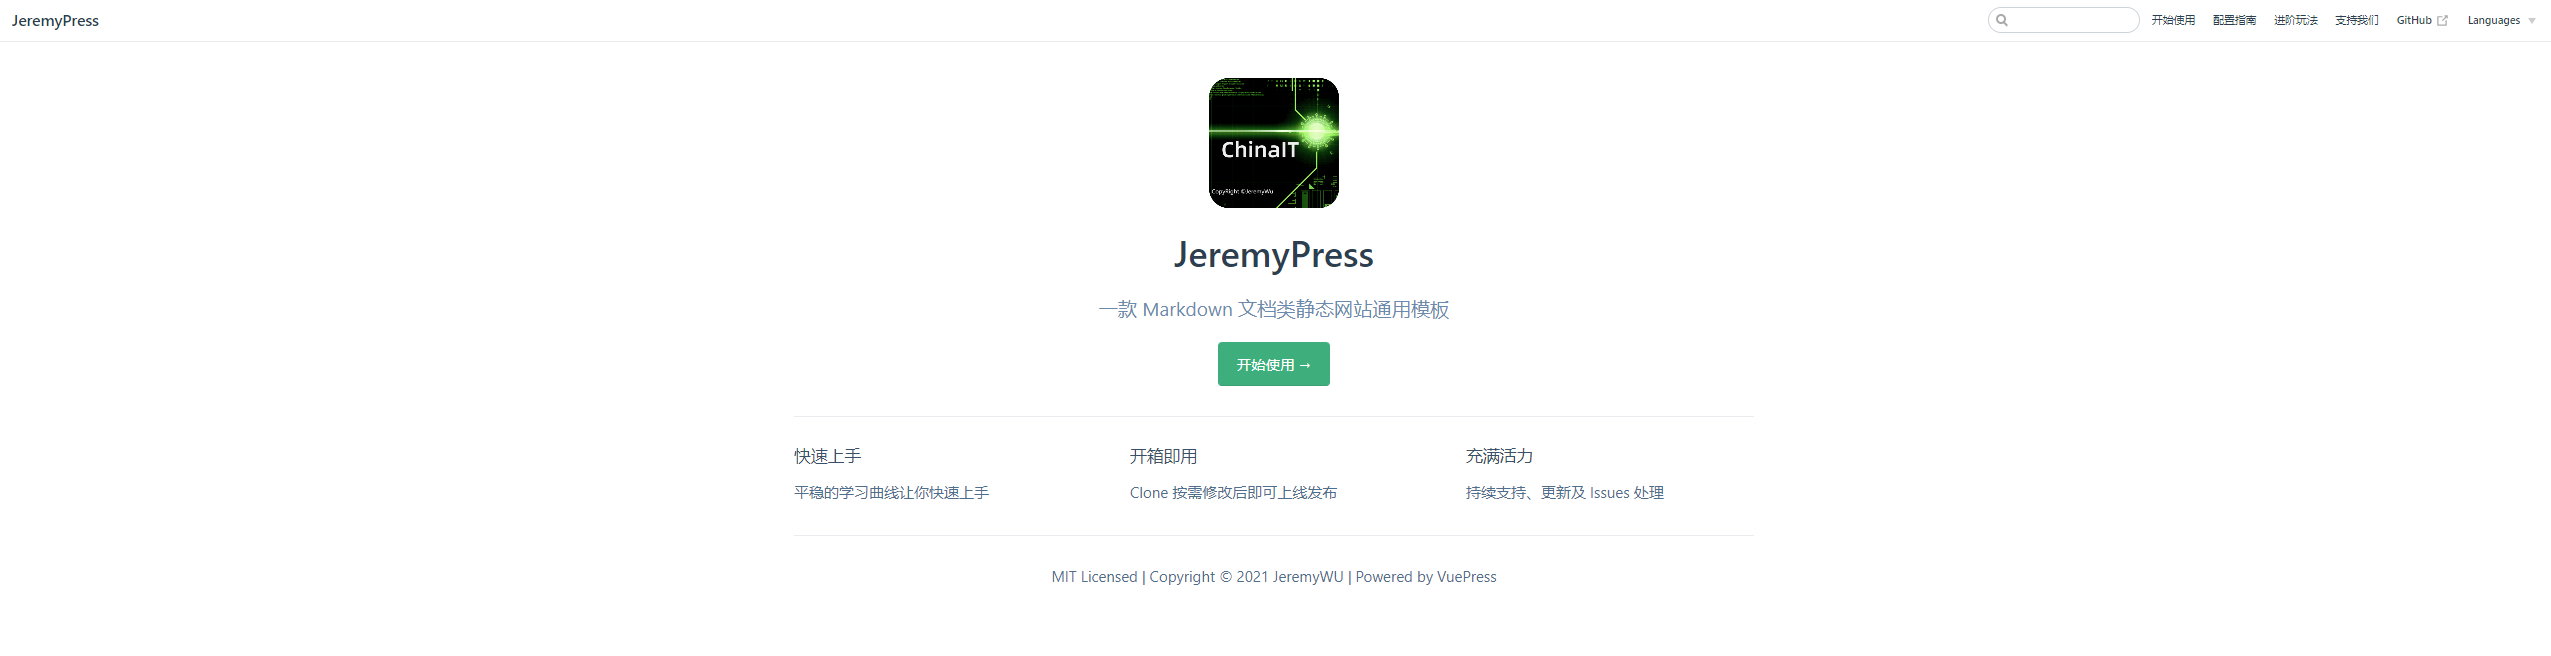 JeremyPress
开始使用 配置指南 进阶玩法 支持我们 GitHub Languages
ChinaIT
CopyRight ©JeremyWu
JeremyPress
一款 Markdown 文档类静态网站通用模板
开始使用 →
快速上手 开箱即用 充满活力
平稳的学习曲线让你快速上手 Clone 按需修改后即可上线发布 持续支持、更新及 Issues 处理
MIT Licensed | Copyright © 2021 JeremyWU | Powered by VuePress